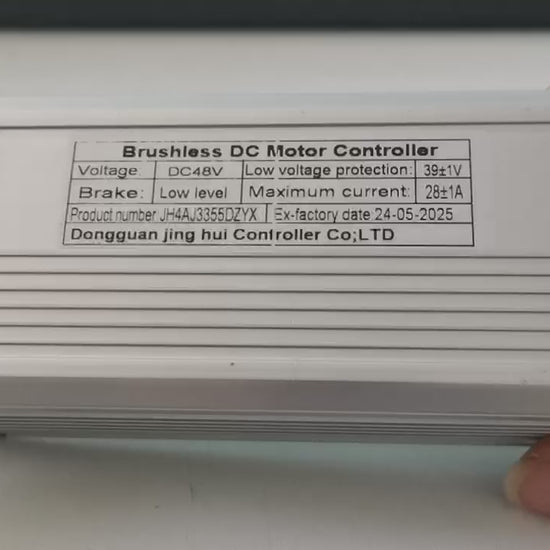 Brushless DC Motor Controller
Voltage: DC48V Low voltage protection: 39±1V
Brake: Low level Maximum current: 28±1A
Product number JH4AJ3355DZYX Ex-factory date:24-05-2025
Dongguan jing hui Controller Co;LTD